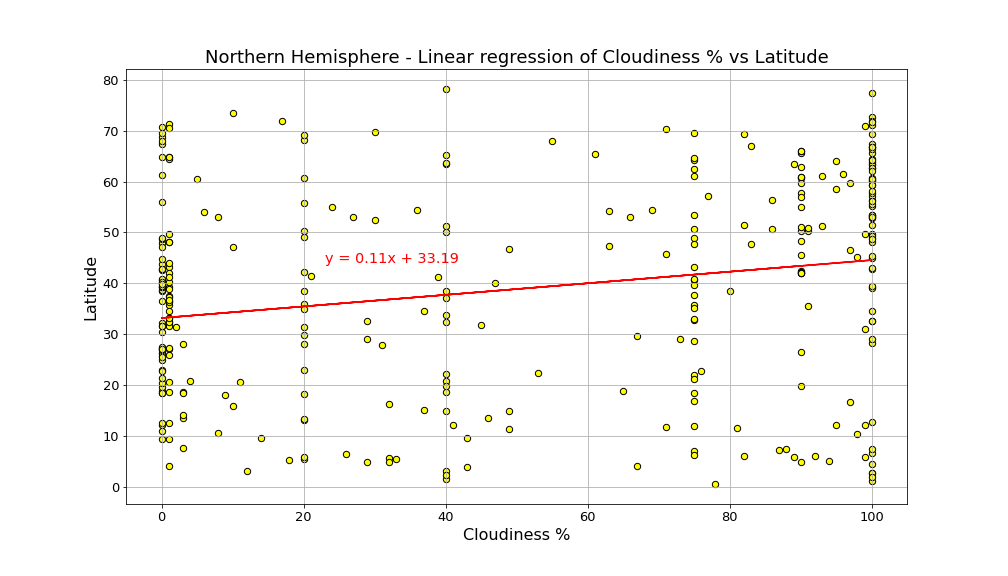 Northern Hemisphere - Linear regression of Cloudiness % vs Latitude
80
70
60
50
40
30
20
10
0
Latitude
y = 0.11x + 33.19
0 20 40 60 80 100
Cloudiness %